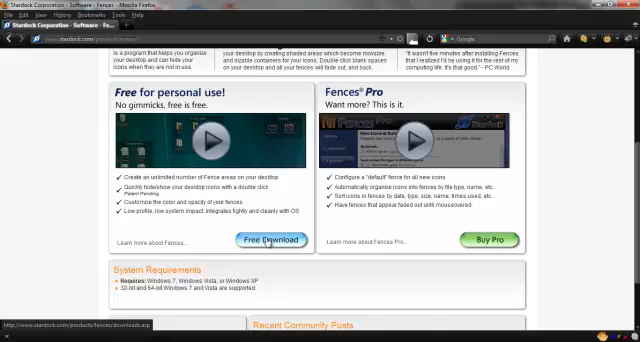 Stardock Corporation - Software - Fences - Mozilla Firefox
File Edit View History Bookmarks Tools Help
Stardock Corporation - Software - Fe...
www.stardock.com/products/fences/
Google
is a program that helps you organize
your desktop and can hide your
icons when they are not in use.
your desktop by creating shaded areas which become movable
and sizable containers for your icons. Double click blank spaces
on your desktop and all your fences will fade out, and back.
"It wasn't five minutes after installing Fences
that I realized I'd be using it for the rest of my
computing life. It's that good." - PC World
Free for personal use!
No gimmicks, free is free.
Create an unlimited number of Fence areas on your desktop
Quickly hide/show your desktop icons with a double click
Patent Pending
Customize the color and opacity of your fences
Low profile, low system impact. Integrates tightly and cleanly with OS
Learn more about Fences...
Free Download
Fences® Pro
Want more? This is it.
Fences Pro
Stardock
Configure a "default" fence for all new icons
Automatically organize icons into fences by file type, name, etc.
Sort icons in fences by date, type, size, name, times used, etc.
Have fences that appear faded out until mouseovered
Learn more about Fences Pro...
Buy Pro
System Requirements
Requires: Windows 7, Windows Vista, or Windows XP
32-bit and 64-bit Windows 7 and Vista are supported.
Recent Community Posts
http://www.stardock.com/products/fences/downloads.asp